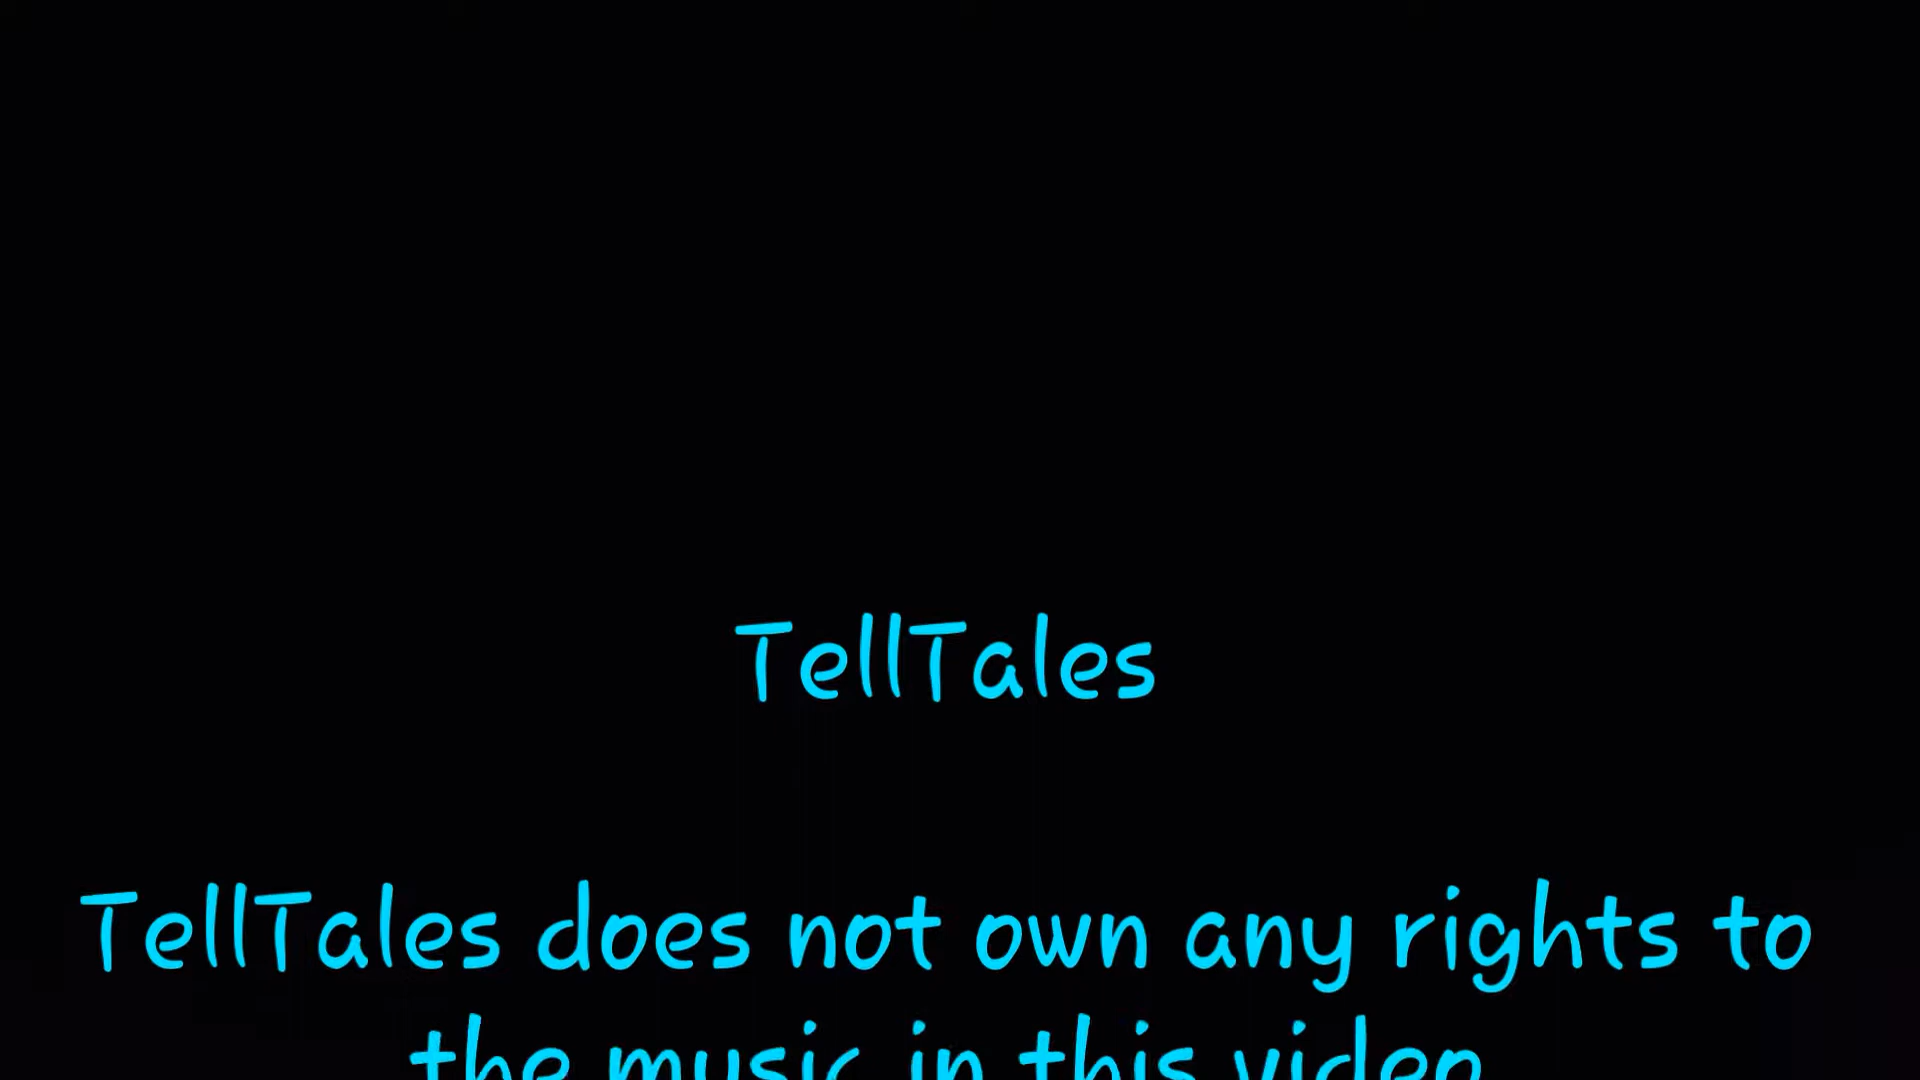 TellTales
TellTales does not own any rights to
the music in this video